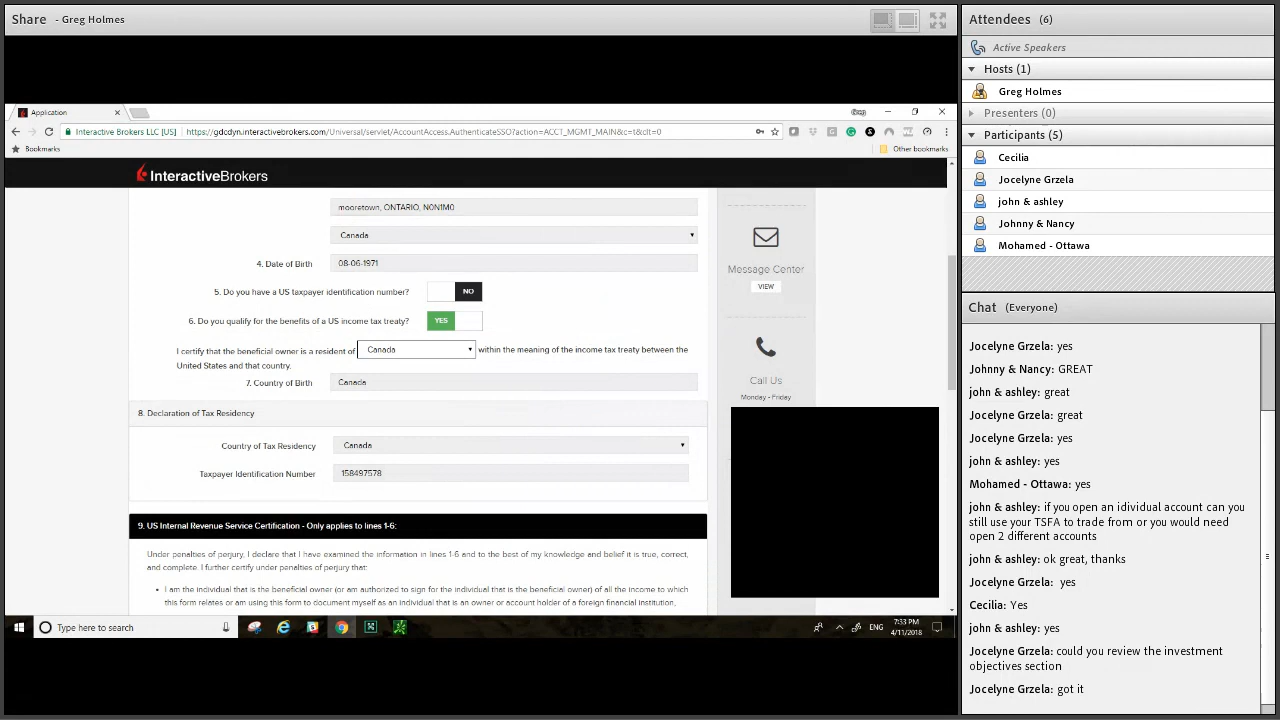 Share - Greg Holmes
Application
Greg
Interactive Brokers LLC [US]
https://gdcdyn.interactivebrokers.com/Universal/servlet/AccountAccess.AuthenticateSSO?action=ACCT_MGMT_MAIN&c=t&clt=0
Bookmarks
Other bookmarks
InteractiveBrokers
mooretown, ONTARIO, N0N1M0
Canada
4. Date of Birth 08-06-1971
5. Do you have a US taxpayer identification number? NO
6. Do you qualify for the benefits of a US income tax treaty? YES
I certify that the beneficial owner is a resident of Canada within the meaning of the income tax treaty between the
United States and that country.
7. Country of Birth Canada
8. Declaration of Tax Residency
Country of Tax Residency Canada
Taxpayer Identification Number 158497578
9. US Internal Revenue Service Certification - Only applies to lines 1-6:
Under penalties of perjury, I declare that I have examined the information in lines 1-6 and to the best of my knowledge and belief it is true, correct,
and complete. I further certify under penalties of perjury that:
• I am the individual that is the beneficial owner (or am authorized to sign for the individual that is the beneficial owner) of all the income to which
this form relates or am using this form to document myself as an individual that is an owner or account holder of a foreign financial institution,
Message Center
VIEW
Call Us
Monday - Friday
Type here to search
ENG
7:33 PM
4/11/2018
Attendees (6)
Active Speakers
Hosts (1)
Greg Holmes
Presenters (0)
Participants (5)
Cecilia
Jocelyne Grzela
john & ashley
Johnny & Nancy
Mohamed - Ottawa
Chat (Everyone)
Jocelyne Grzela: yes
Johnny & Nancy: GREAT
john & ashley: great
Jocelyne Grzela: great
Jocelyne Grzela: yes
john & ashley: yes
Mohamed - Ottawa: yes
john & ashley: if you open an idividual account can you
still use your TSFA to trade from or you would need
open 2 different accounts
john & ashley: ok great, thanks
Jocelyne Grzela: yes
Cecilia: Yes
john & ashley: yes
Jocelyne Grzela: could you review the investment
objectives section
Jocelyne Grzela: got it